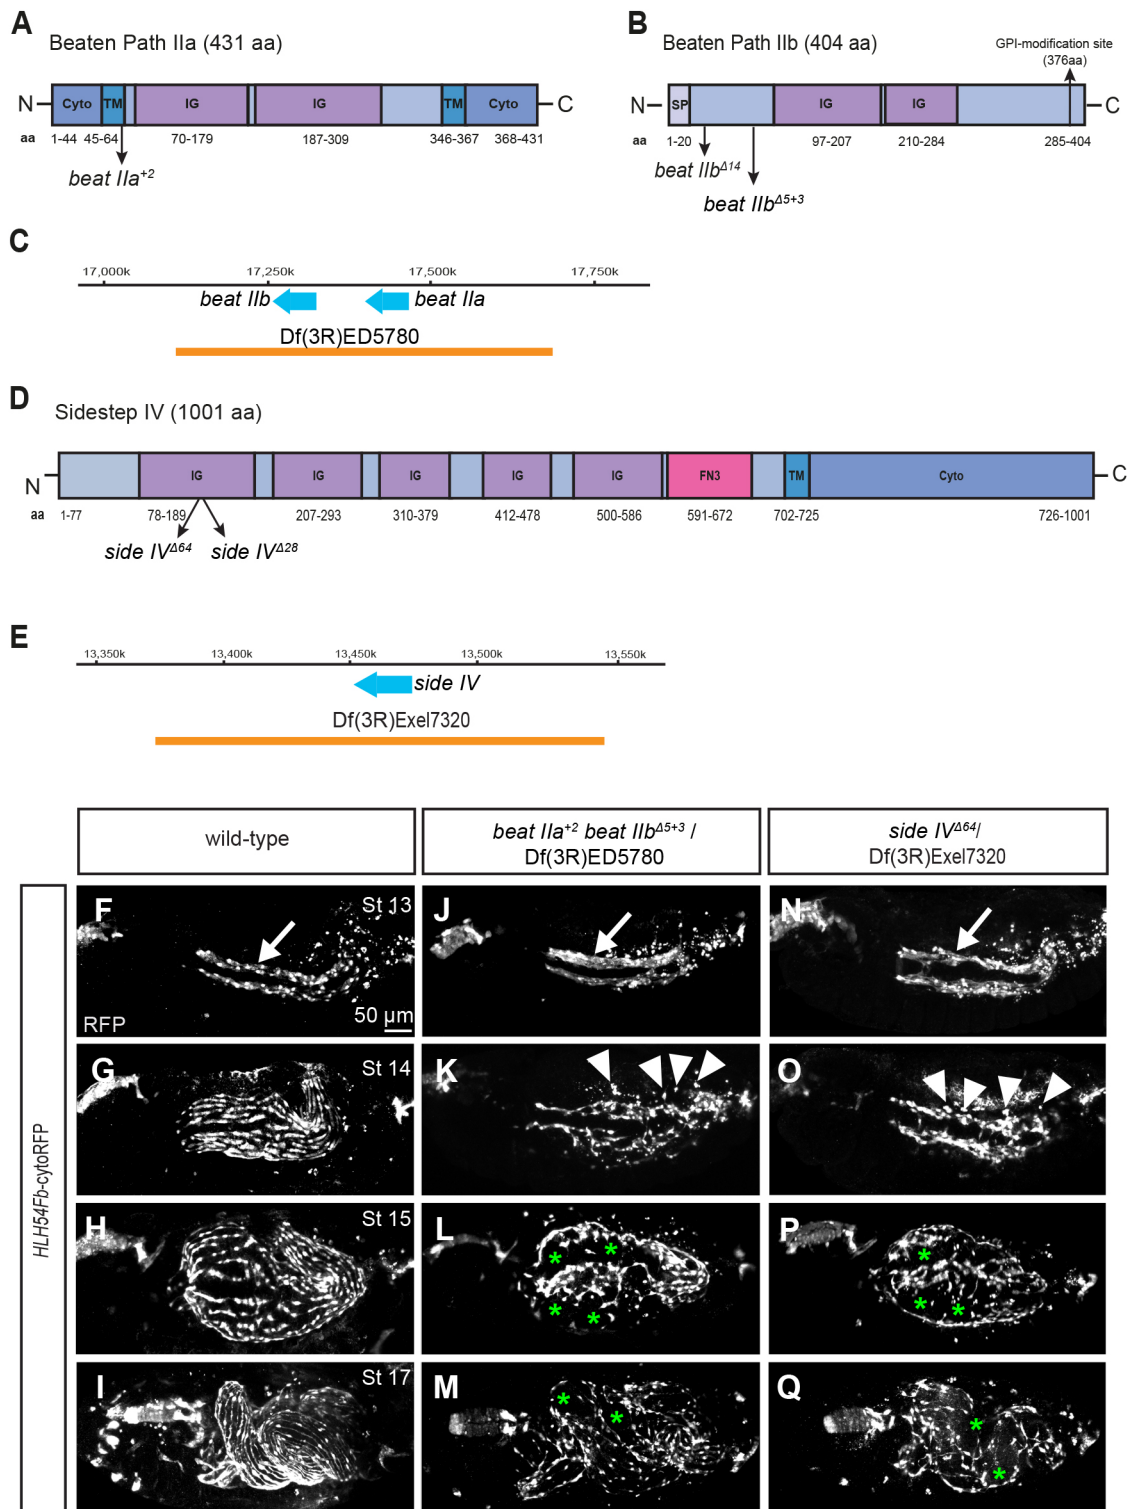 A
Beaten Path IIa (431 aa)
N
Cyto
TM
IG
IG
TM
Cyto
C
aa
1-44
45-64
70-179
187-309
346-367
368-431
beat IIa+2
B
Beaten Path IIb (404 aa)
GPI-modification site
(376aa)
N
SP
IG
IG
C
aa
1-20
97-207
210-284
285-404
beat IIbΔ14
beat IIbΔ5+3
C
17,000k
17,250k
17,500k
17,750k
beat IIb
beat IIa
Df(3R)ED5780
D
Sidestep IV (1001 aa)
N
IG
IG
IG
IG
IG
FN3
TM
Cyto
C
aa
1-77
78-189
207-293
310-379
412-478
500-586
591-672
702-725
726-1001
side IVΔ64
side IVΔ28
E
13,350k
13,400k
13,450k
13,500k
13,550k
side IV
Df(3R)Exel7320
wild-type
beat IIa+2 beat IIbΔ5+3 /
Df(3R)ED5780
side IVΔ64/
Df(3R)Exel7320
HLH54Fb-cytoRFP
F
St 13
RFP
50 µm
J
N
G
St 14
K
O
H
St 15
L
* * * *
P
* * *
I
St 17
M
* *
Q
* *